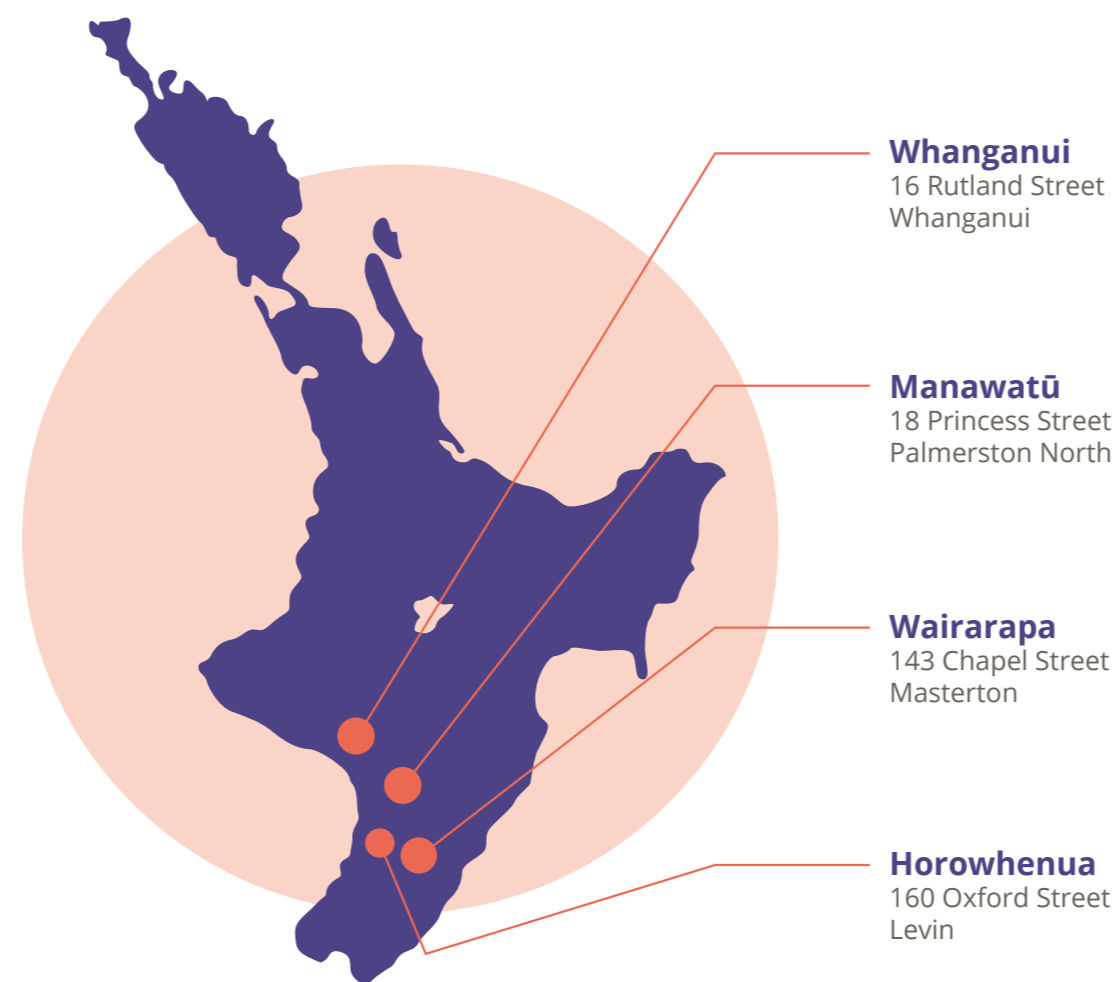 Whanganui
16 Rutland Street
Whanganui
Manawatū
18 Princess Street
Palmerston North
Wairarapa
143 Chapel Street
Masterton
Horowhenua
160 Oxford Street
Levin